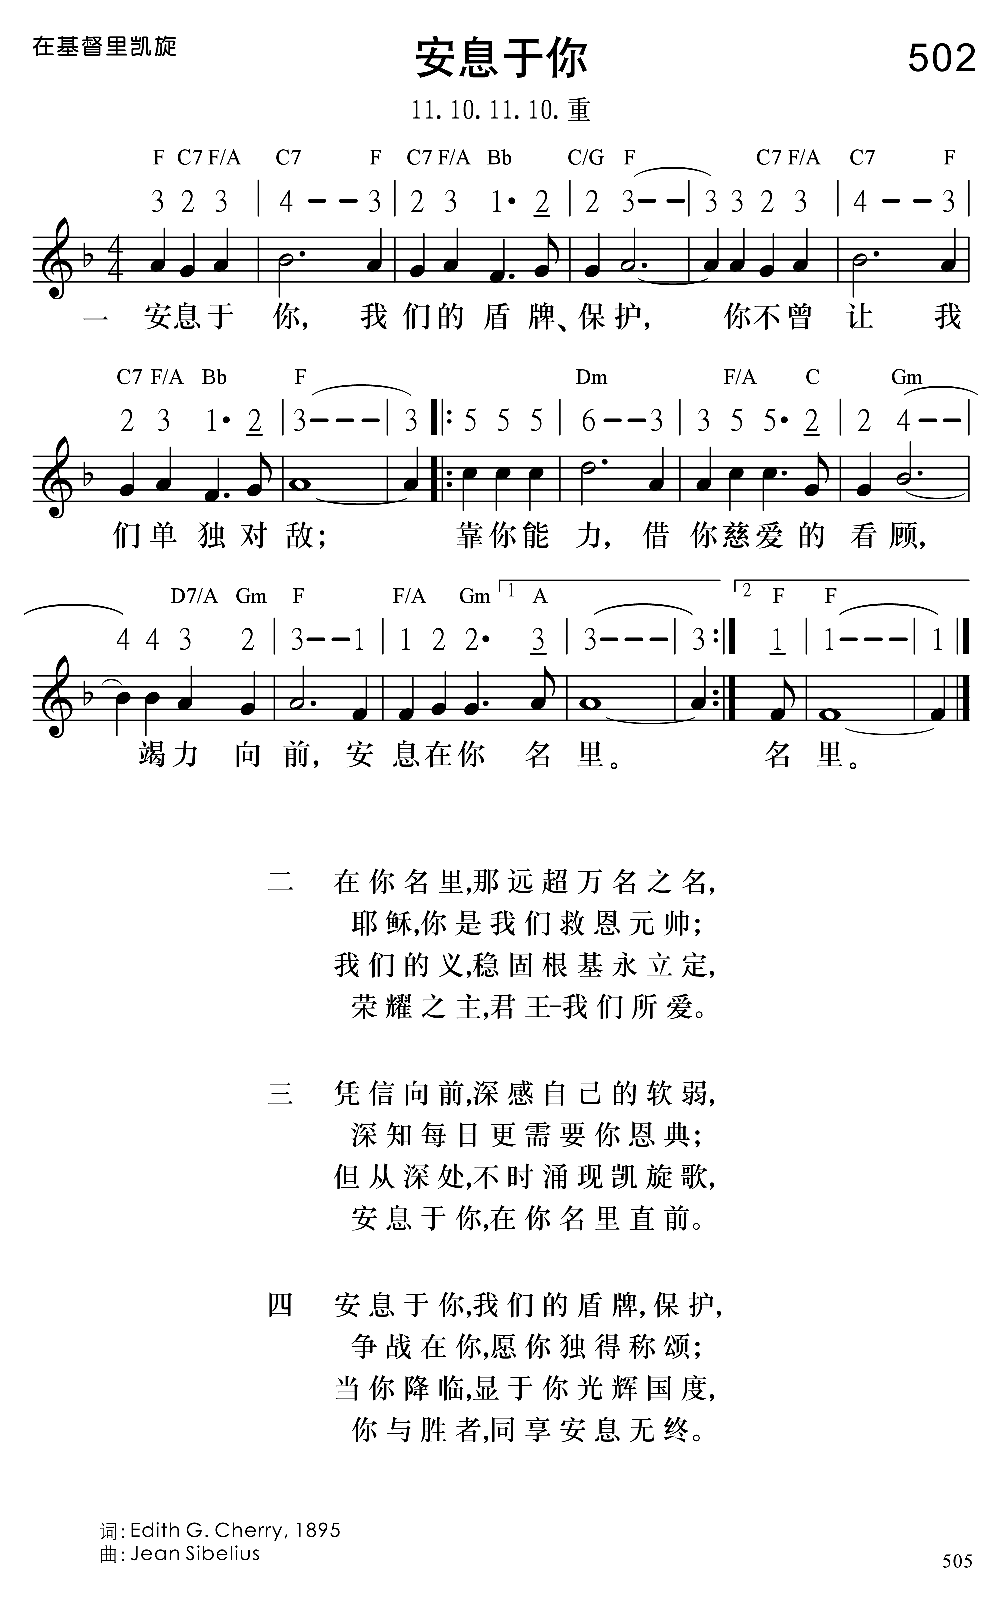 在基督里凯旋
安息于你
502
11.10.11.10.重
F C7 F/A C7 F C7 F/A Bb C/G F C7 F/A C7 F
3 2 3 | 4 - - 3 | 2 3 1• 2 | 2 3 - - | 3 3 2 3 | 4 - - 3 |
4/4
一 安息于 你, 我 们的 盾 牌、保护, 你不曾 让 我
C7 F/A Bb F Dm F/A C Gm
2 3 1• 2 | 3 - - - | 3 |: 5 5 5 | 6 - - 3 | 3 5 5• 2 | 2 4 - - |
们单 独对 敌; 靠你能 力, 借 你慈爱的 看顾,
D7/A Gm F F/A Gm 1 A 2 F F
4 4 3 2 | 3 - - 1 | 1 2 2• 3 | 3 - - - | 3 :| 1 | 1 - - - | 1 |
竭力 向 前, 安 息在你 名 里。 名 里。
二 在你名里,那远超万名之名,
耶稣,你是我们救恩元帅;
我们的义,稳固根基永立定,
荣耀之主,君王-我们所爱。
三 凭信向前,深感自己的软弱,
深知每日更需要你恩典;
但从深处,不时涌现凯旋歌,
安息于你,在你名里直前。
四 安息于你,我们的盾牌,保护,
争战在你,愿你独得称颂;
当你降临,显于你光辉国度,
你与胜者,同享安息无终。
词: Edith G. Cherry, 1895
曲: Jean Sibelius
505